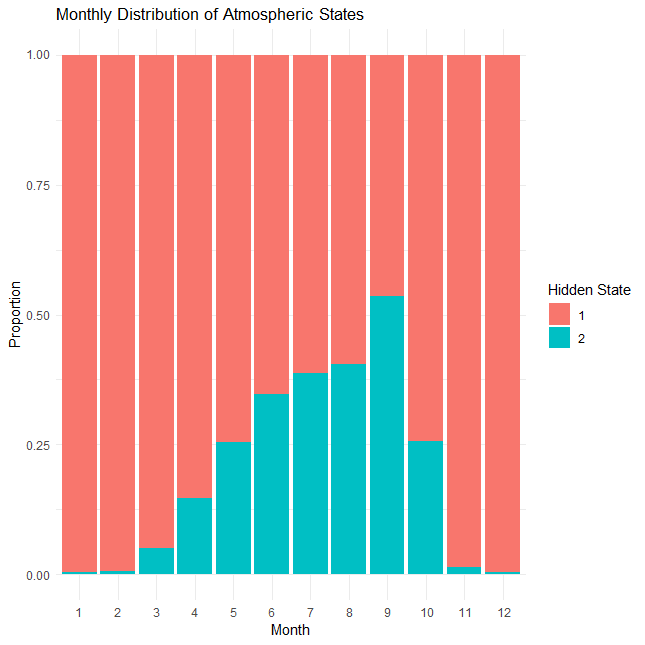 Monthly Distribution of Atmospheric States
1.00
0.75
0.50
0.25
0.00
Proportion
1 2 3 4 5 6 7 8 9 10 11 12
Month
Hidden State
1
2